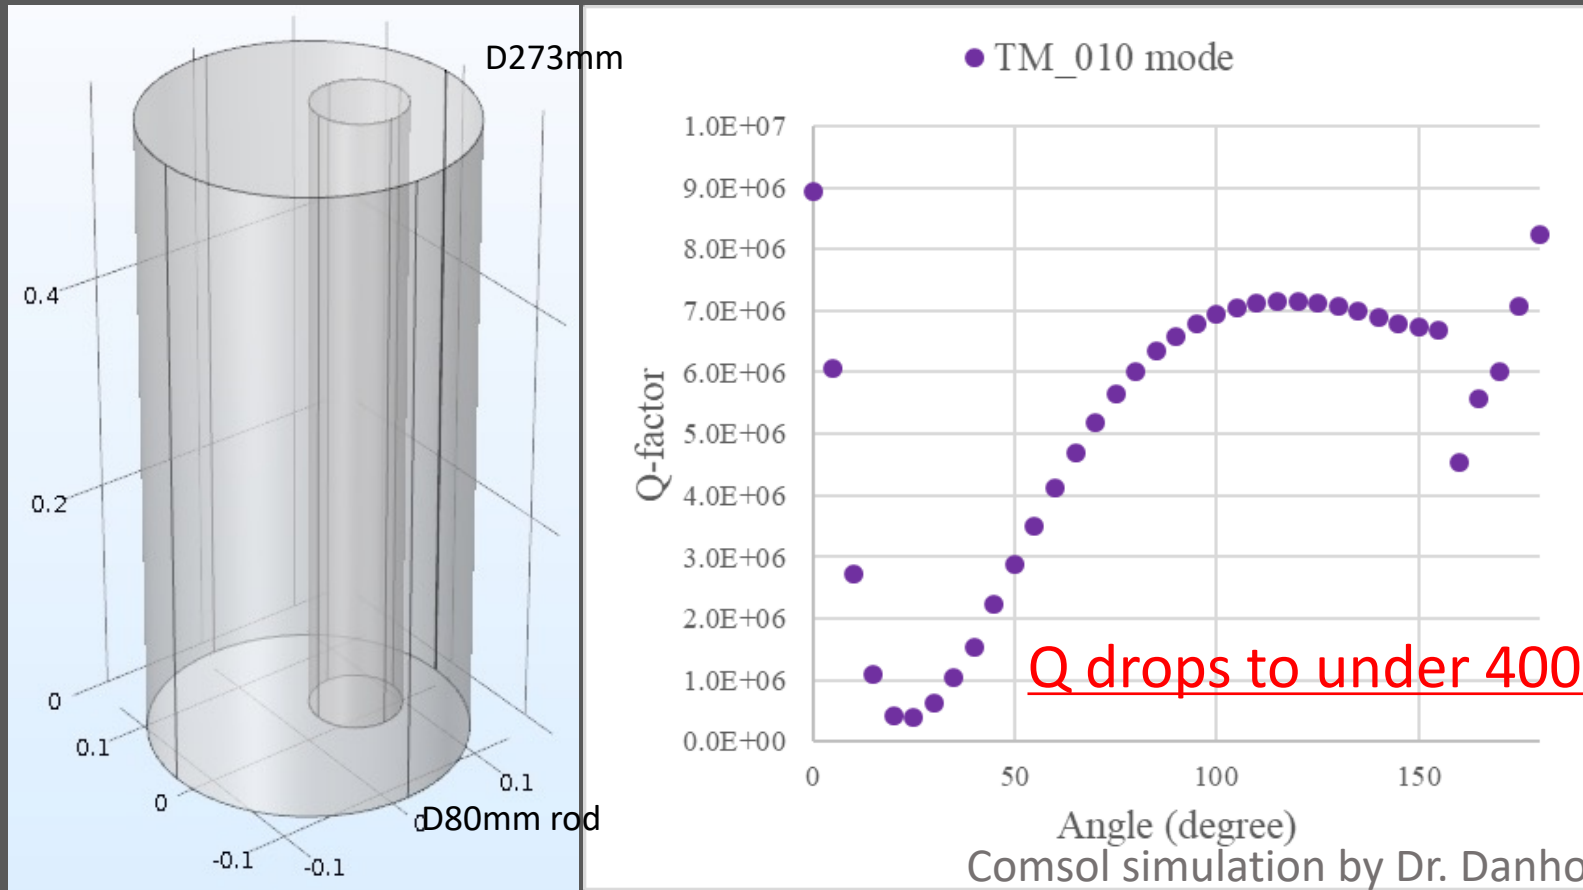 D273mm
0.4
0.2
0
0.1
0
-0.1
-0.1
0
0.1
D80mm rod
TM_010 mode
1.0E+07
9.0E+06
8.0E+06
7.0E+06
6.0E+06
5.0E+06
4.0E+06
3.0E+06
2.0E+06
1.0E+06
0.0E+00
Q-factor
Q drops to under 400
0 50 100 150
Angle (degree)
Comsol simulation by Dr. Danho